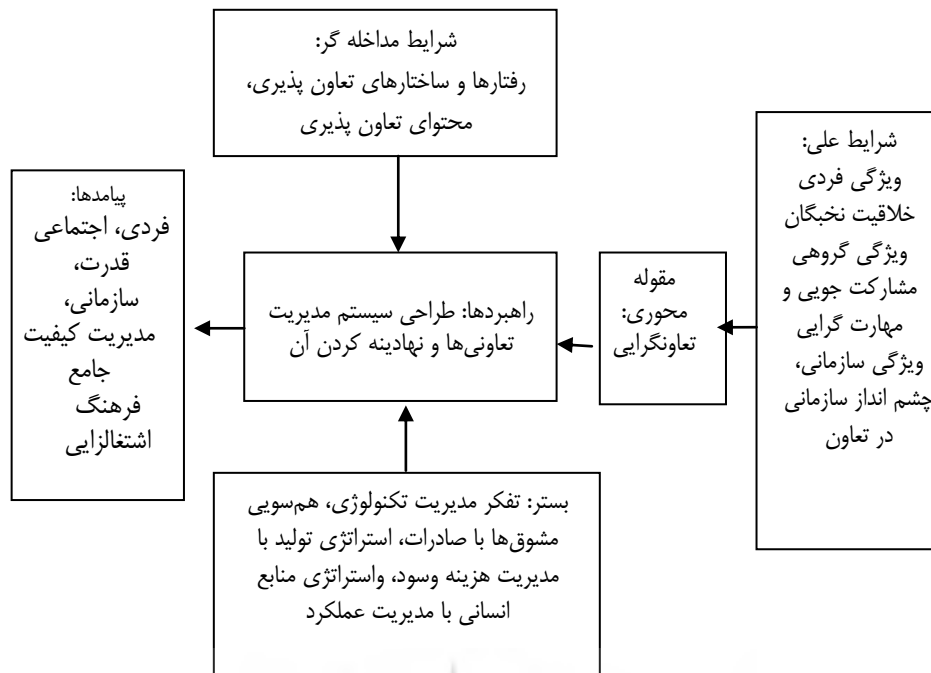 شرایط مداخله گر:
رفتارها و ساختارهای تعاون پذیری،
محتوای تعاون پذیری
شرایط علی:
ویژگی فردی
خلاقیت نخبگان
ویژگی گروهی
مشارکت جویی و
مهارت گرایی
ویژگی سازمانی،
چشم انداز سازمانی
در تعاون
مقوله
محوری:
تعاونگرایی
راهبردها: طراحی سیستم مدیریت
تعاونی‌ها و نهادینه کردن آن
پیامدها:
فردی، اجتماعی
قدرت،
سازمانی،
مدیریت کیفیت
جامع
فرهنگ
اشتغالزایی
بستر: تفکر مدیریت تکنولوژی، هم‌سویی
مشوق‌ها با صادرات، استراتژی تولید با
مدیریت هزینه وسود، واستراتژی منابع
انسانی با مدیریت عملکرد